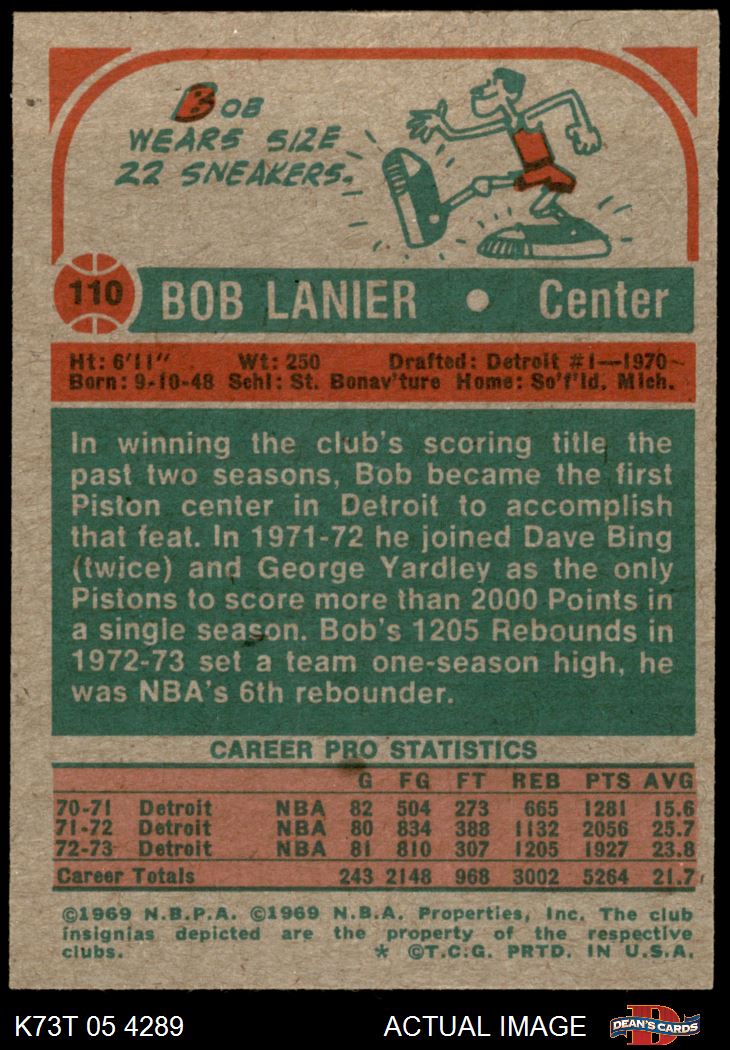 BOB
WEARS SIZE
22 SNEAKERS.
110 BOB LANIER • Center
Ht: 6'11" Wt: 250 Drafted: Detroit #1—1970
Born: 9-10-48 Schl: St. Bonav'ture Home: So'f'ld, Mich.
In winning the club's scoring title the
past two seasons, Bob became the first
Piston center in Detroit to accomplish
that feat. In 1971-72 he joined Dave Bing
(twice) and George Yardley as the only
Pistons to score more than 2000 Points in
a single season. Bob's 1205 Rebounds in
1972-73 set a team one-season high, he
was NBA's 6th rebounder.
CAREER PRO STATISTICS
G FG FT REB PTS AVG
70-71 Detroit NBA 82 504 273 665 1281 15.6
71-72 Detroit NBA 80 834 388 1132 2056 25.7
72-73 Detroit NBA 81 810 307 1205 1927 23.8
Career Totals 243 2148 968 3002 5264 21.7
©1969 N.B.P.A. ©1969 N.B.A. Properties, Inc. The club
insignias depicted are the property of the respective
clubs. * ©T.C.G. PRTD. IN U.S.A.
K73T 05 4289 ACTUAL IMAGE D DEAN'S CARDS